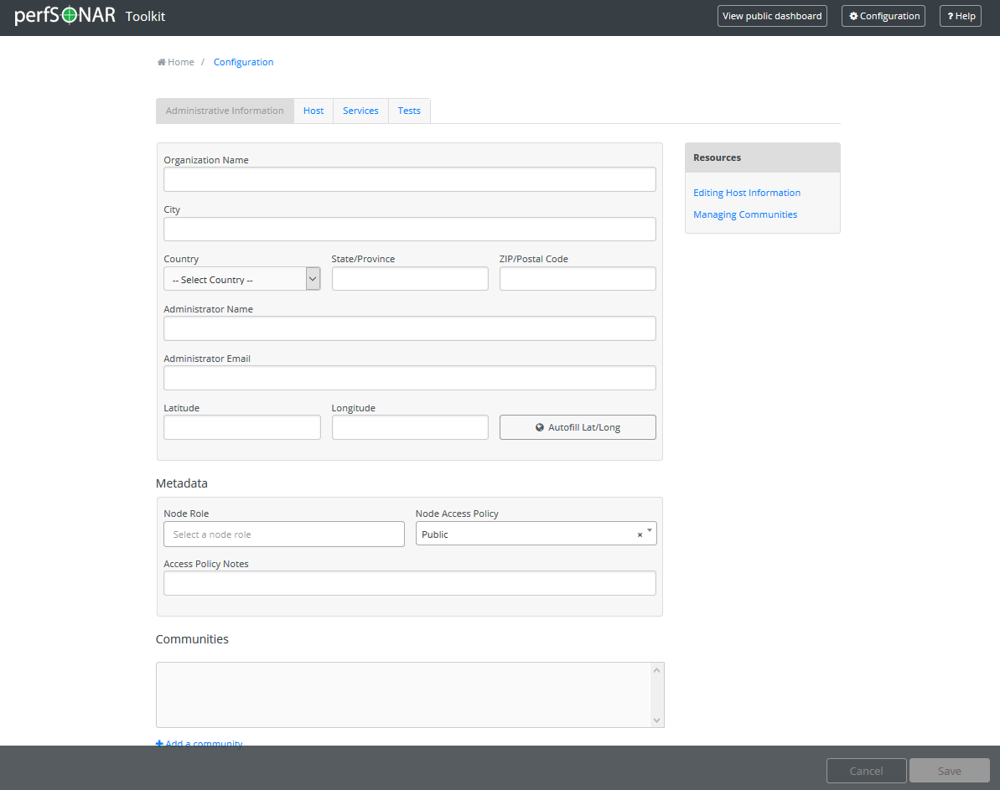 perfSONAR Toolkit
View public dashboard
Configuration
? Help
Home / Configuration
Administrative Information
Host
Services
Tests
Organization Name
City
Country
State/Province
ZIP/Postal Code
-- Select Country --
Administrator Name
Administrator Email
Latitude
Longitude
Autofill Lat/Long
Resources
Editing Host Information
Managing Communities
Metadata
Node Role
Node Access Policy
Select a node role
Public ×
Access Policy Notes
Communities
+ Add a community
Cancel
Save